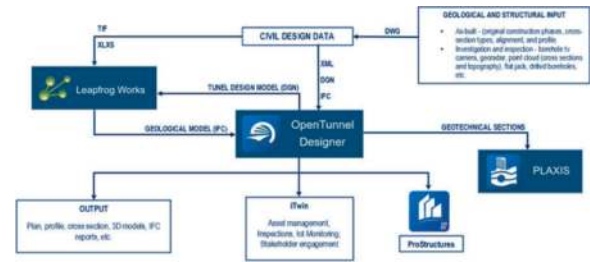 GEOLOGICAL AND STRUCTURAL INPUT
As-built - (original construction phases, cross-
section types, alignment, and profile
Investigation and inspection - borehole tv
camera, georadar, point cloud (cross sections
and topography), flat jack, drilled boreholes,
etc.
TIF
CIVIL DESIGN DATA
DWG
XLXS
XML
DGN
IFC
Leapfrog Works
TUNEL DESIGN MODEL (DGN)
GEOLOGICAL MODEL (IFC)
OpenTunnel
Designer
GEOTECHNICAL SECTIONS
PLAXIS
OUTPUT
Plan, profile, cross section, 3D models, IFC
reports, etc.
iTwin
Asset management,
Inspections, IoT Monitoring;
Stakeholder engagement
ProStructures